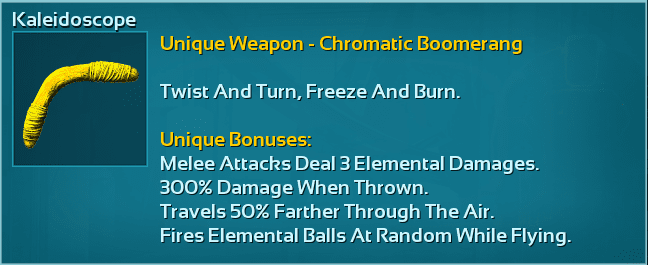 Kaleidoscope
Unique Weapon - Chromatic Boomerang
Twist And Turn, Freeze And Burn.
Unique Bonuses:
Melee Attacks Deal 3 Elemental Damages.
300% Damage When Thrown.
Travels 50% Farther Through The Air.
Fires Elemental Balls At Random While Flying.